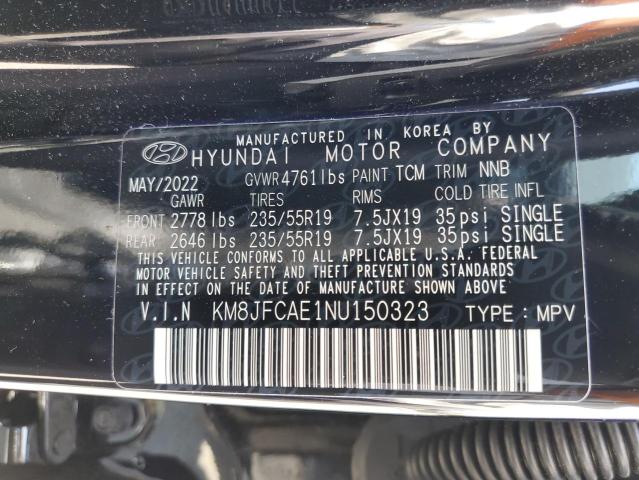 MANUFACTURED IN KOREA BY
HYUNDAI MOTOR COMPANY
MAY/2022 GVWR 4761lbs PAINT TCM TRIM NNB
GAWR TIRES RIMS COLD TIRE INFL
FRONT 2778 lbs 235/55R19 7.5JX19 35psi SINGLE
REAR 2646 lbs 235/55R19 7.5JX19 35psi SINGLE
THIS VEHICLE CONFORMS TO ALL APPLICABLE U.S.A. FEDERAL
MOTOR VEHICLE SAFETY AND THEFT PREVENTION STANDARDS
IN EFFECT ON THE DATE OF MANUFACTURE SHOWN ABOVE.
V.I.N KM8JFCAE1NU150323 TYPE : MPV